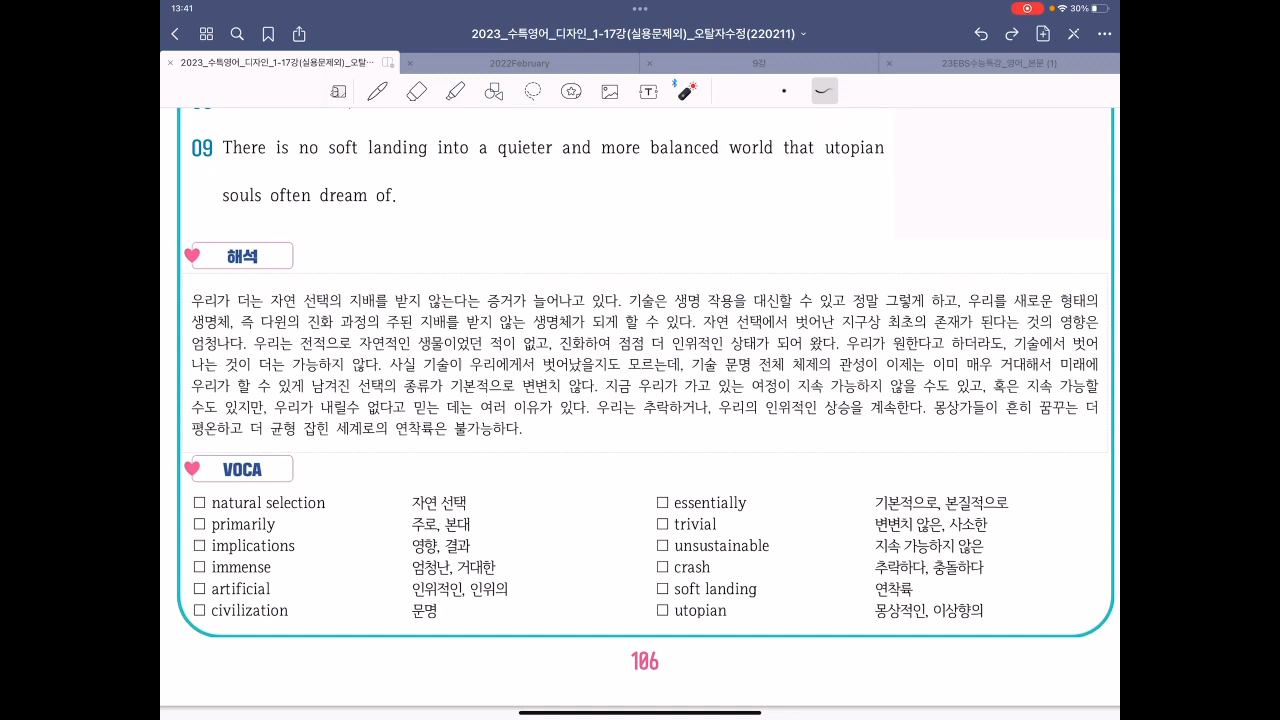 13:41
30%
2023_수특영어_디자인_1-17강(실용문제외)_오탈자수정(220211)
2023_수특영어_디자인_1-17강(실용문제외)_오탈···
2022February
9강
23EBS수능특강_영어_본문 (1)
09 There is no soft landing into a quieter and more balanced world that utopian
souls often dream of.
해석
우리가 더는 자연 선택의 지배를 받지 않는다는 증거가 늘어나고 있다. 기술은 생명 작용을 대신할 수 있고 정말 그렇게 하고, 우리를 새로운 형태의
생명체, 즉 다윈의 진화 과정의 주된 지배를 받지 않는 생명체가 되게 할 수 있다. 자연 선택에서 벗어난 지구상 최초의 존재가 된다는 것의 영향은
엄청나다. 우리는 전적으로 자연적인 생물이었던 적이 없고, 진화하여 점점 더 인위적인 상태가 되어 왔다. 우리가 원한다고 하더라도, 기술에서 벗어
나는 것이 더는 가능하지 않다. 사실 기술이 우리에게서 벗어났을지도 모르는데, 기술 문명 전체 체제의 관성이 이제는 이미 매우 거대해서 미래에
우리가 할 수 있게 남겨진 선택의 종류가 기본적으로 변변치 않다. 지금 우리가 가고 있는 여정이 지속 가능하지 않을 수도 있고, 혹은 지속 가능할
수도 있지만, 우리가 내릴수 없다고 믿는 데는 여러 이유가 있다. 우리는 추락하거나, 우리의 인위적인 상승을 계속한다. 몽상가들이 흔히 꿈꾸는 더
평온하고 더 균형 잡힌 세계로의 연착륙은 불가능하다.
VOCA
natural selection 자연 선택 essentially 기본적으로, 본질적으로
primarily 주로, 본대 trivial 변변치 않은, 사소한
implications 영향, 결과 unsustainable 지속 가능하지 않은
immense 엄청난, 거대한 crash 추락하다, 충돌하다
artificial 인위적인, 인위의 soft landing 연착륙
civilization 문명 utopian 몽상적인, 이상향의
106